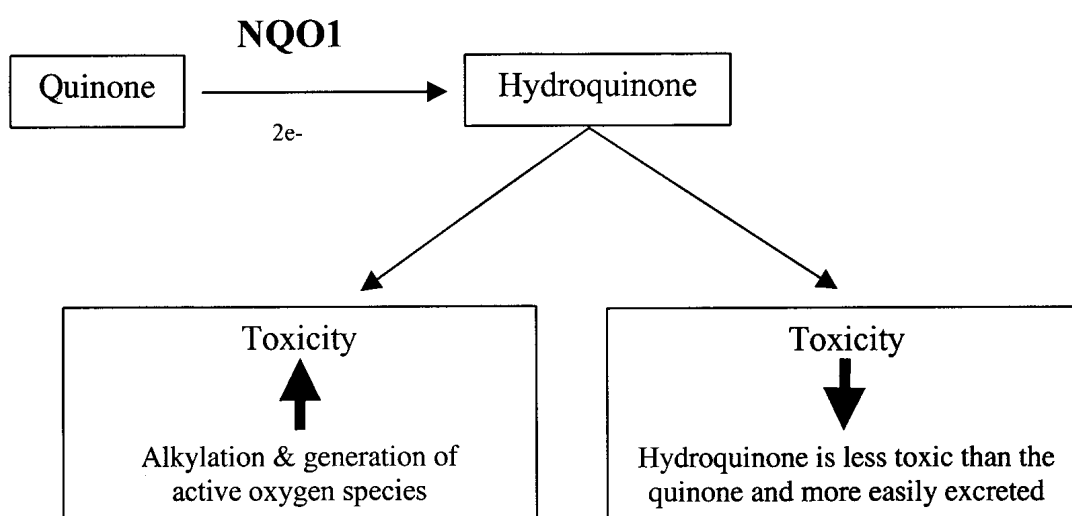 NQO1
Quinone
Hydroquinone
2e-
Toxicity
Alkylation & generation of
active oxygen species
Toxicity
Hydroquinone is less toxic than the
quinone and more easily excreted